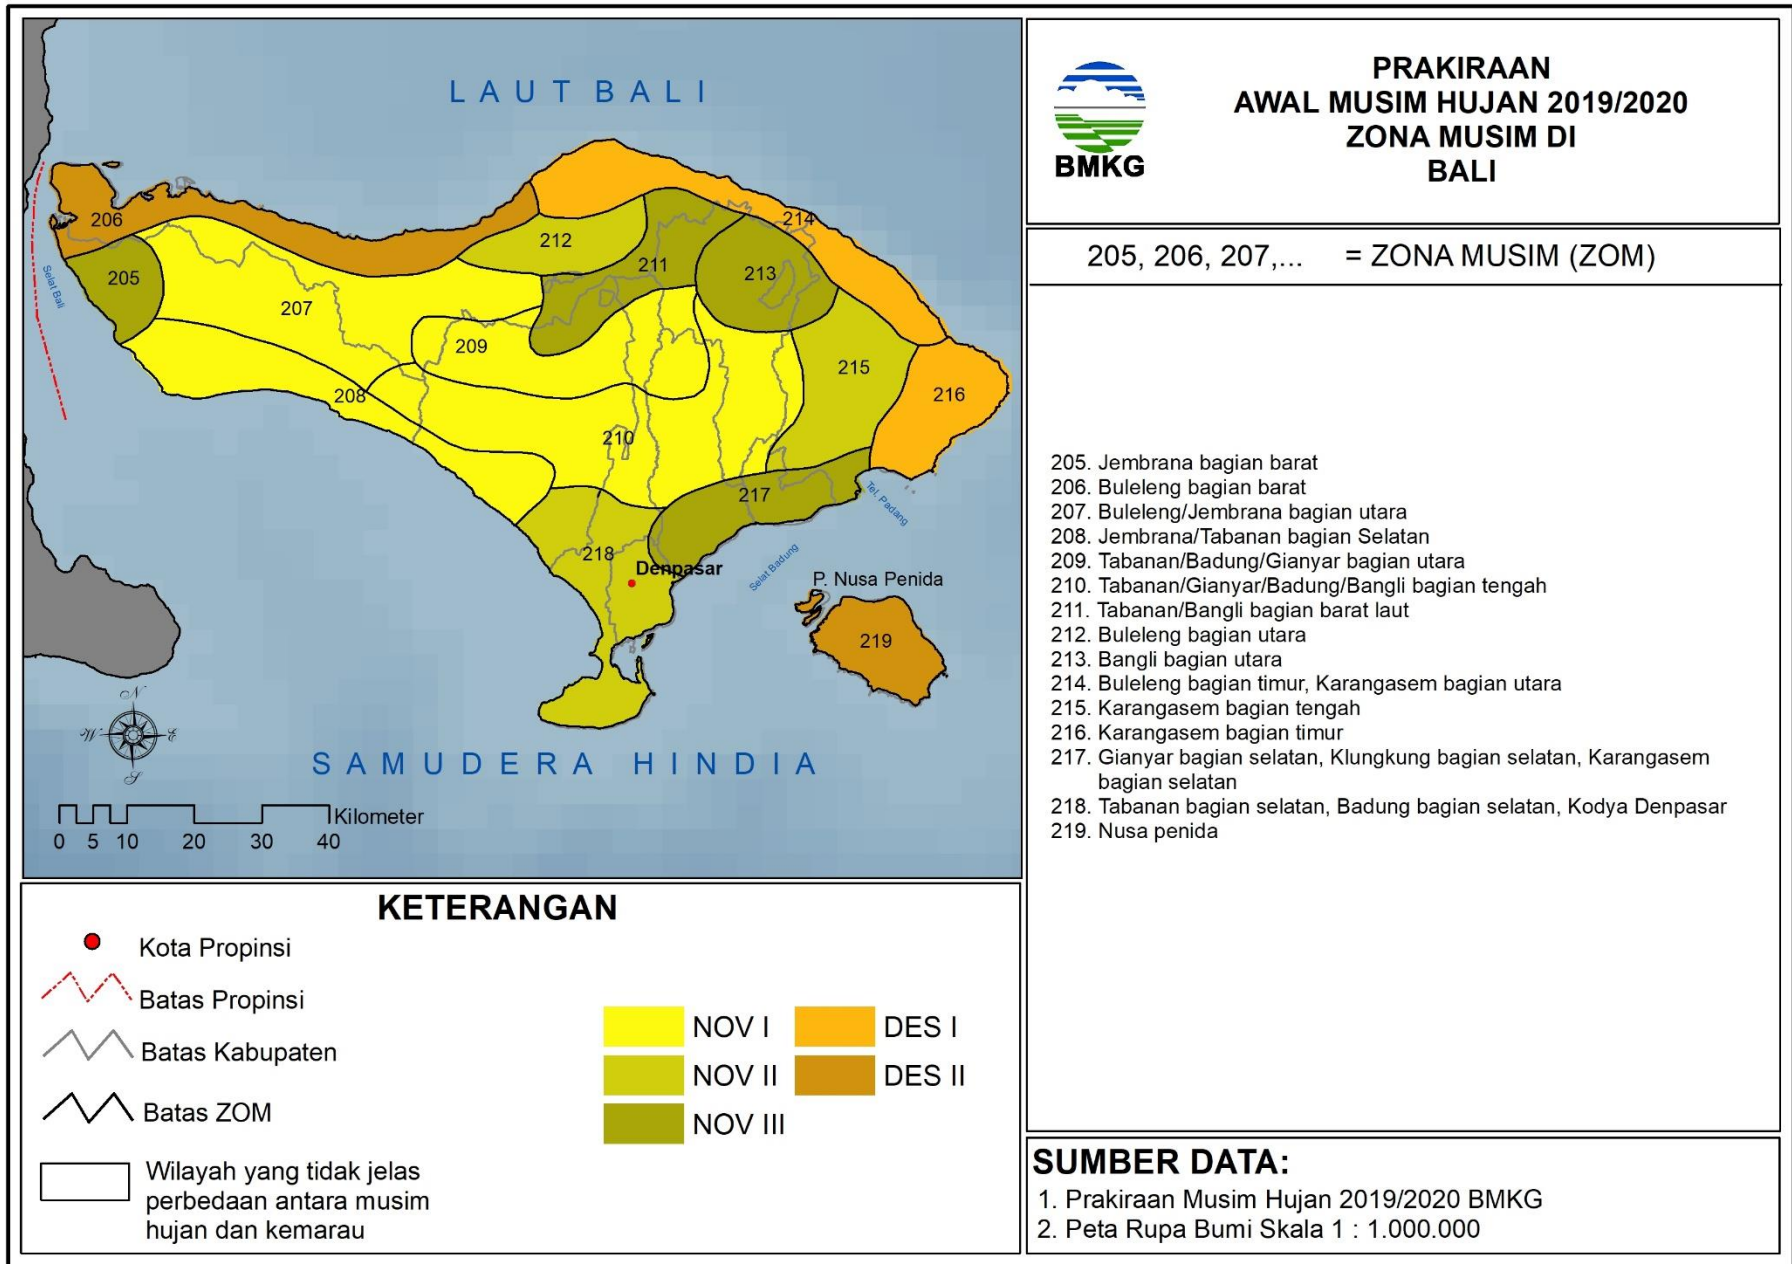 LAUT BALI
206
205
Selat Bali
207
212
211
214
213
209
208
215
216
210
217
218
Denpasar
Tel. Padang
Selat Badung
P. Nusa Penida
219
N
W
E
S
SAMUDERA HINDIA
Kilometer
0 5 10 20 30 40
PRAKIRAAN
AWAL MUSIM HUJAN 2019/2020
ZONA MUSIM DI
BALI
BMKG
205, 206, 207,... = ZONA MUSIM (ZOM)
205. Jembrana bagian barat
206. Buleleng bagian barat
207. Buleleng/Jembrana bagian utara
208. Jembrana/Tabanan bagian Selatan
209. Tabanan/Badung/Gianyar bagian utara
210. Tabanan/Gianyar/Badung/Bangli bagian tengah
211. Tabanan/Bangli bagian barat laut
212. Buleleng bagian utara
213. Bangli bagian utara
214. Buleleng bagian timur, Karangasem bagian utara
215. Karangasem bagian tengah
216. Karangasem bagian timur
217. Gianyar bagian selatan, Klungkung bagian selatan, Karangasem
bagian selatan
218. Tabanan bagian selatan, Badung bagian selatan, Kodya Denpasar
219. Nusa penida
KETERANGAN
Kota Propinsi
Batas Propinsi
Batas Kabupaten
Batas ZOM
Wilayah yang tidak jelas
perbedaan antara musim
hujan dan kemarau
NOV I
DES I
NOV II
DES II
NOV III
SUMBER DATA:
1. Prakiraan Musim Hujan 2019/2020 BMKG
2. Peta Rupa Bumi Skala 1 : 1.000.000